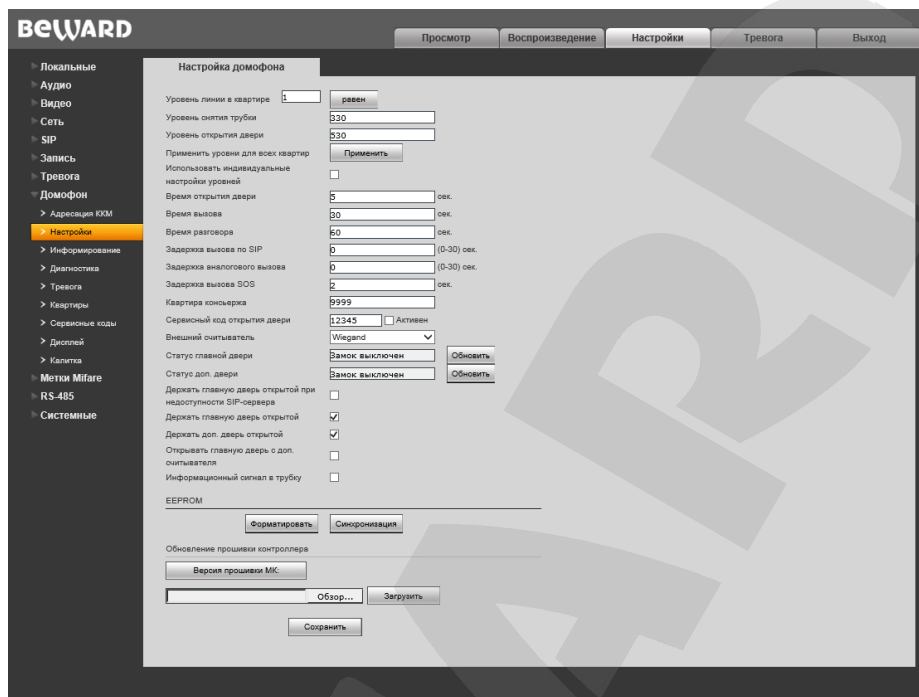 BEWARD
Просмотр Воспроизведение Настройки Тревога Выход
Локальные
Аудио
Видео
Сеть
SIP
Запись
Тревога
Домофон
Адресация ККМ
Настройки
Информирование
Диагностика
Тревога
Квартиры
Сервисные коды
Дисплей
Калитка
Метки Mifare
RS-485
Системные
Настройка домофона
Уровень линии в квартире 1 равен
Уровень снятия трубки 330
Уровень открытия двери 530
Применить уровни для всех квартир Применить
Использовать индивидуальные
настройки уровней
Время открытия двери 5 сек.
Время вызова 30 сек.
Время разговора 60 сек.
Задержка вызова по SIP 0 (0-30) сек.
Задержка аналогового вызова 0 (0-30) сек.
Задержка вызова SOS 2 сек.
Квартира консьержа 9999
Сервисный код открытия двери 12345 Активен
Внешний считыватель Wiegand
Статус главной двери Замок выключен Обновить
Статус доп. двери Замок выключен Обновить
Держать главную дверь открытой при
недоступности SIP-сервера
Держать главную дверь открытой
Держать доп. дверь открытой
Открывать главную дверь с доп.
считывателя
Информационный сигнал в трубку
EEPROM
Форматировать Синхронизация
Обновление прошивки контроллера
Версия прошивки МК:
Обзор... Загрузить
Сохранить